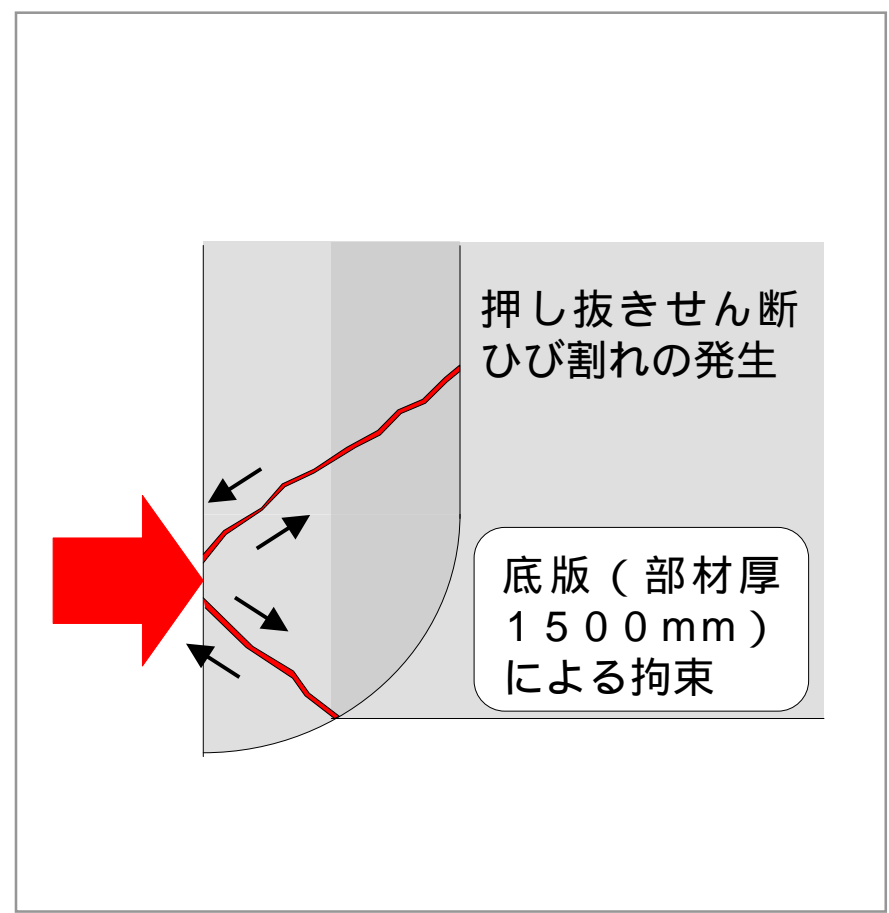 押し抜きせん断
ひび割れの発生
底版（部材厚
１５００mm）
による拘束